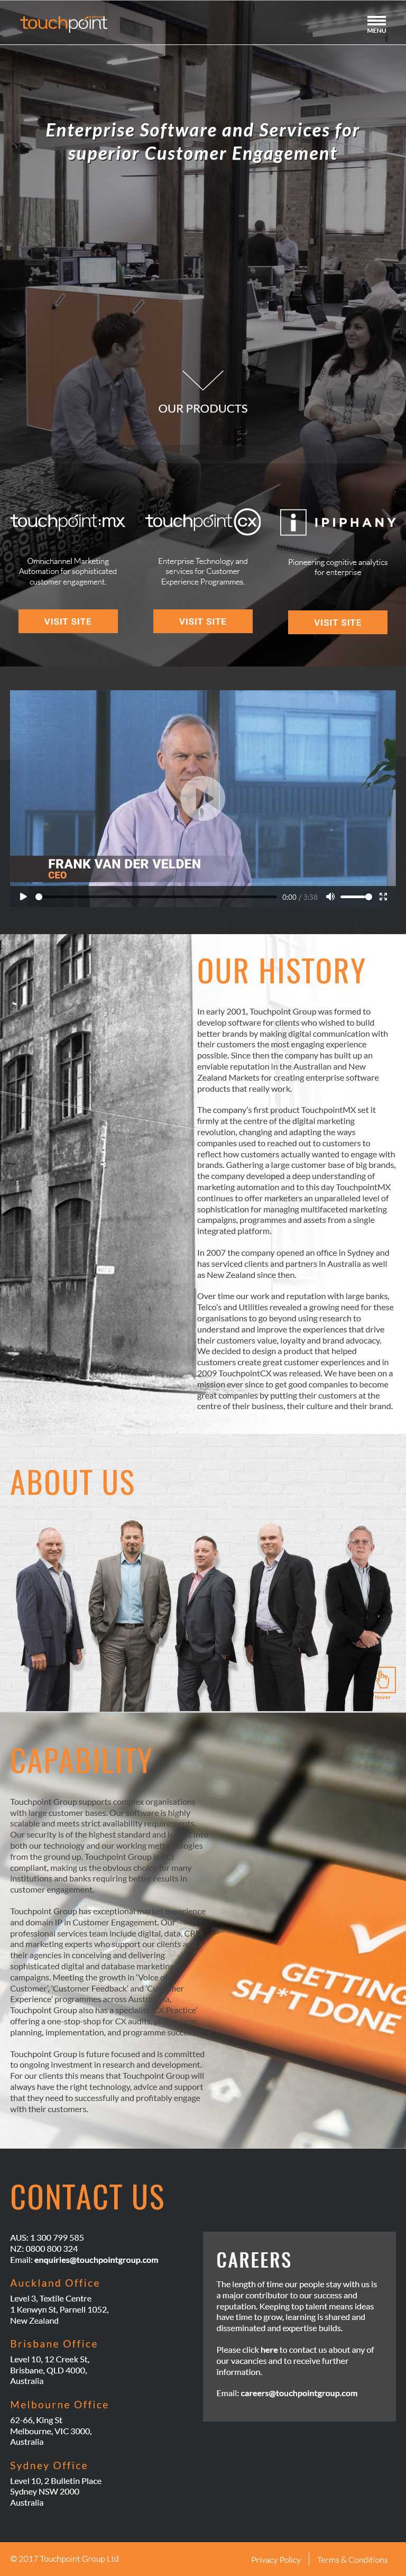 touchpoint
MENU
Enterprise Software and Services for
superior Customer Engagement
OUR PRODUCTS
touchpoint:mx
Omnichannel Marketing
Automation for sophisticated
customer engagement.
VISIT SITE
touchpoint CX
Enterprise Technology and
services for Customer
Experience Programmes.
VISIT SITE
i IPIPHANY
Pioneering cognitive analytics
for enterprise
VISIT SITE
FRANK VAN DER VELDEN
CEO
0:00 / 3:38
OUR HISTORY
In early 2001, Touchpoint Group was formed to
develop software for clients who wished to build
better brands by making digital communication with
their customers the most engaging experience
possible. Since then the company has built up an
enviable reputation in the Australian and New
Zealand Markets for creating enterprise software
products that really work.
The company's first product TouchpointMX set it
firmly at the centre of the digital marketing
revolution, changing and adapting the ways
companies used to reached out to customers to
reflect how customers actually wanted to engage with
brands. Gathering a large customer base of big brands,
the company developed a deep understanding of
marketing automation and to this day TouchpointMX
continues to offer marketers an unparalleled level of
sophistication for managing multifaceted marketing
campaigns, programmes and assets from a single
integrated platform.
In 2007 the company opened an office in Sydney and
has serviced clients and partners in Australia as well
as New Zealand since then.
Over time our work and reputation with large banks,
Telco's and Utilities revealed a growing need for these
organisations to go beyond using research to
understand and improve the experiences that drive
their customers value, loyalty and brand advocacy.
We decided to design a product that helped
customers create great customer experiences and in
2009 TouchpointCX was released. We have been on a
mission ever since to get good companies to become
great companies by putting their customers at the
centre of their business, their culture and their brand.
ABOUT US
Hover
CAPABILITY
Touchpoint Group supports complex organisations
with large customer bases. Our software is highly
scalable and meets strict availability requirements.
Our security is of the highest standard and is into
both our technology and our working methodologies
from the ground up. Touchpoint Group is
compliant, making us the obvious choice for many
institutions and banks requiring better results in
customer engagement.
Touchpoint Group has exceptional market experience
and domain IP in Customer Engagement. Our
professional services team include digital, data, CRM
and marketing experts who support our clients and
their agencies in conceiving and delivering
sophisticated digital and database marketing
campaigns. Meeting the growth in 'Voice of
Customer', 'Customer Feedback' and 'Customer
Experience' programmes across Australasia,
Touchpoint Group also has a specialist 'CX Practice'
offering a one-stop-shop for CX audits,
planning, implementation, and programme success.
Touchpoint Group is future focused and is committed
to ongoing investment in research and development.
For our clients this means that Touchpoint Group will
always have the right technology, advice and support
that they need to successfully and profitably engage
with their customers.
GETTING
SH*T DONE
CONTACT US
AUS: 1 300 799 585
NZ: 0800 800 324
Email: enquiries@touchpointgroup.com
Auckland Office
Level 3, Textile Centre
1 Kenwyn St, Parnell 1052,
New Zealand
Brisbane Office
Level 10, 12 Creek St,
Brisbane, QLD 4000,
Australia
Melbourne Office
62-66, King St
Melbourne, VIC 3000,
Australia
Sydney Office
Level 10, 2 Bulletin Place
Sydney NSW 2000
Australia
CAREERS
The length of time our people stay with us is
a major contributor to our success and
reputation. Keeping top talent means ideas
have time to grow, learning is shared and
disseminated and expertise builds.
Please click here to contact us about any of
our vacancies and to receive further
information.
Email: careers@touchpointgroup.com
© 2017 Touchpoint Group Ltd
Privacy Policy | Terms & Conditions